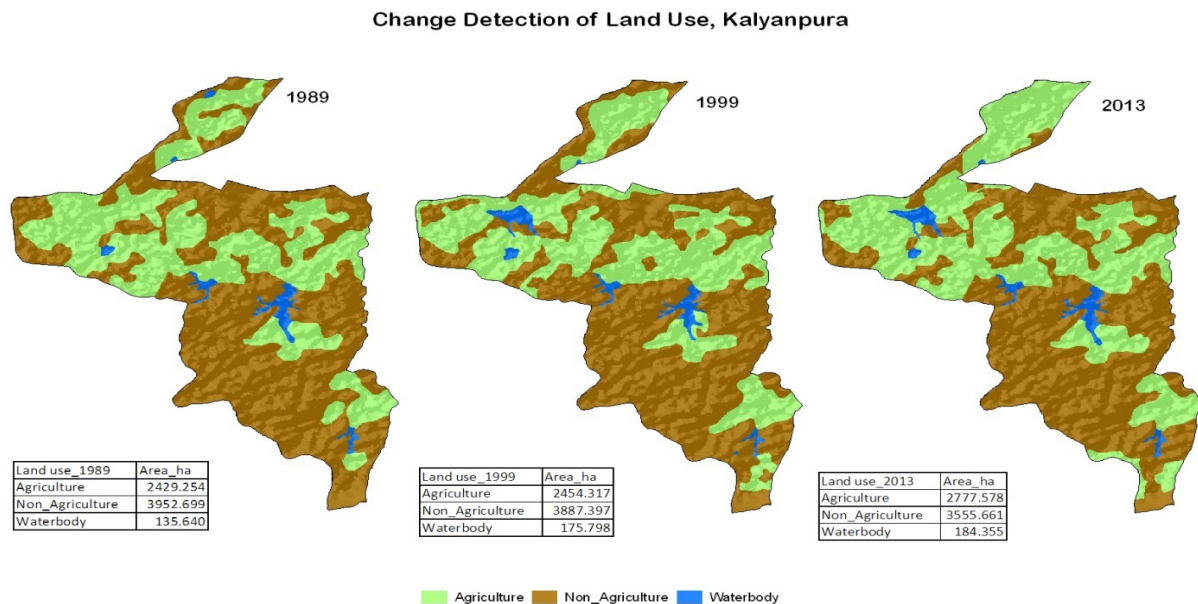 Change Detection of Land Use, Kalyanpura
1989
1999
2013
Land use_1989 Area_ha
Agriculture 2429.254
Non_Agriculture 3952.699
Waterbody 135.640
Land use_1999 Area_ha
Agriculture 2454.317
Non_Agriculture 3887.397
Waterbody 175.798
Land use_2013 Area_ha
Agriculture 2777.578
Non_Agriculture 3555.661
Waterbody 184.355
Agriculture Non_Agriculture Waterbody